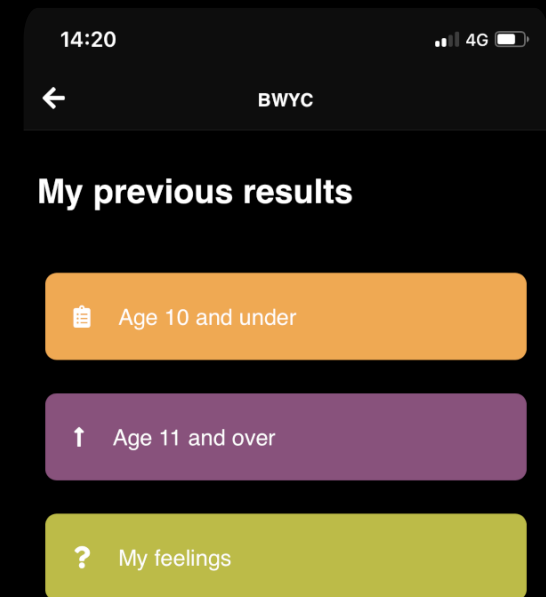 14:20 4G
BWYC
My previous results
Age 10 and under
Age 11 and over
My feelings